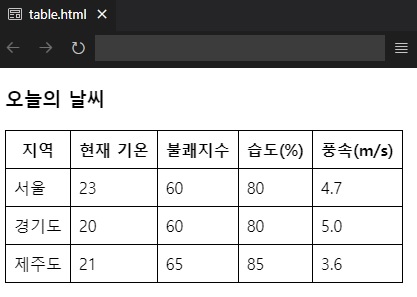 table.html
오늘의 날씨
지역 현재 기온 불쾌지수 습도(%) 풍속(m/s)
서울 23 60 80 4.7
경기도 20 60 80 5.0
제주도 21 65 85 3.6